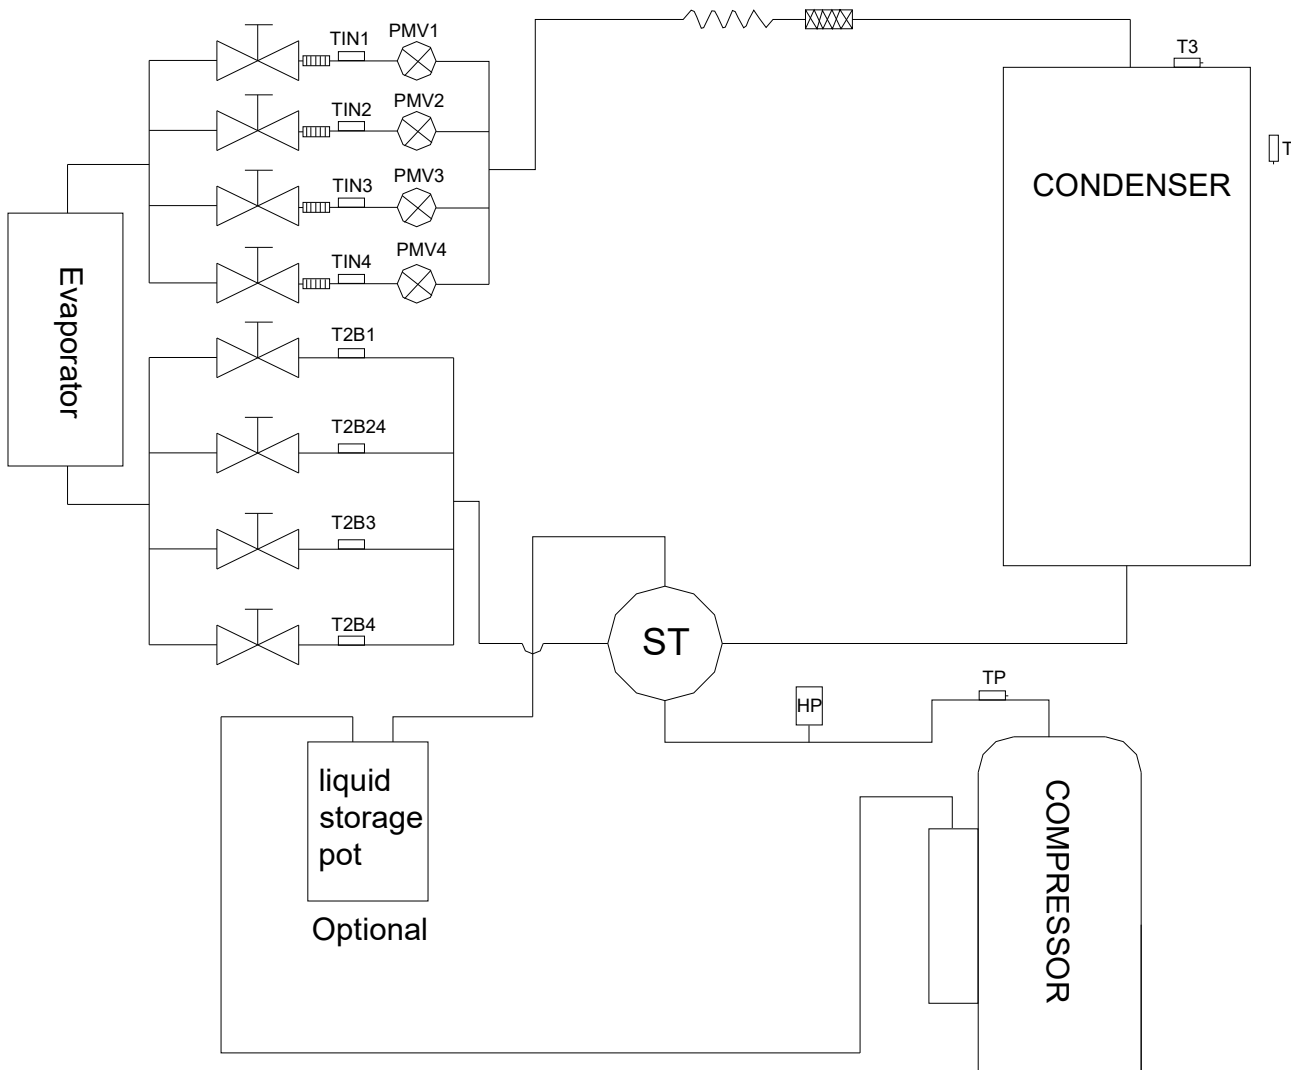 TIN1
PMV1
TIN2
PMV2
TIN3
PMV3
TIN4
PMV4
T3
T
CONDENSER
Evaporator
T2B1
T2B24
T2B3
T2B4
ST
HP
TP
liquid
storage
pot
Optional
COMPRESSOR